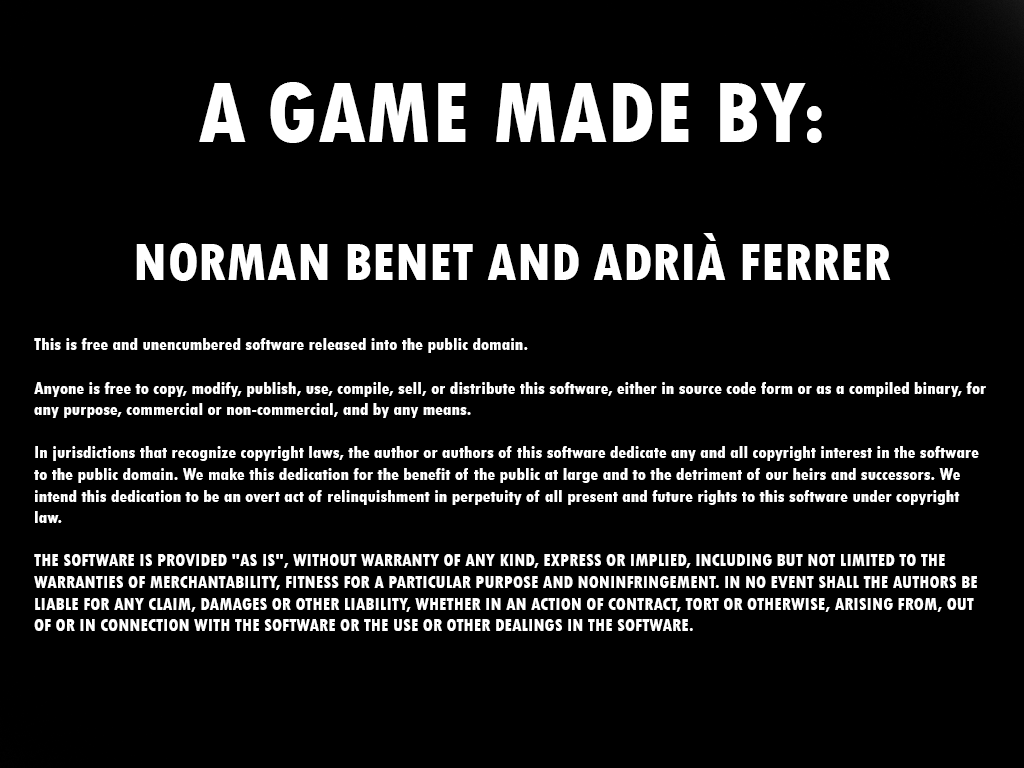 A GAME MADE BY:
NORMAN BENET AND ADRIÀ FERRER
This is free and unencumbered software released into the public domain.
Anyone is free to copy, modify, publish, use, compile, sell, or distribute this software, either in source code form or as a compiled binary, for
any purpose, commercial or non-commercial, and by any means.
In jurisdictions that recognize copyright laws, the author or authors of this software dedicate any and all copyright interest in the software
to the public domain. We make this dedication for the benefit of the public at large and to the detriment of our heirs and successors. We
intend this dedication to be an overt act of relinquishment in perpetuity of all present and future rights to this software under copyright
law.
THE SOFTWARE IS PROVIDED "AS IS", WITHOUT WARRANTY OF ANY KIND, EXPRESS OR IMPLIED, INCLUDING BUT NOT LIMITED TO THE
WARRANTIES OF MERCHANTABILITY, FITNESS FOR A PARTICULAR PURPOSE AND NONINFRINGEMENT. IN NO EVENT SHALL THE AUTHORS BE
LIABLE FOR ANY CLAIM, DAMAGES OR OTHER LIABILITY, WHETHER IN AN ACTION OF CONTRACT, TORT OR OTHERWISE, ARISING FROM, OUT
OF OR IN CONNECTION WITH THE SOFTWARE OR THE USE OR OTHER DEALINGS IN THE SOFTWARE.